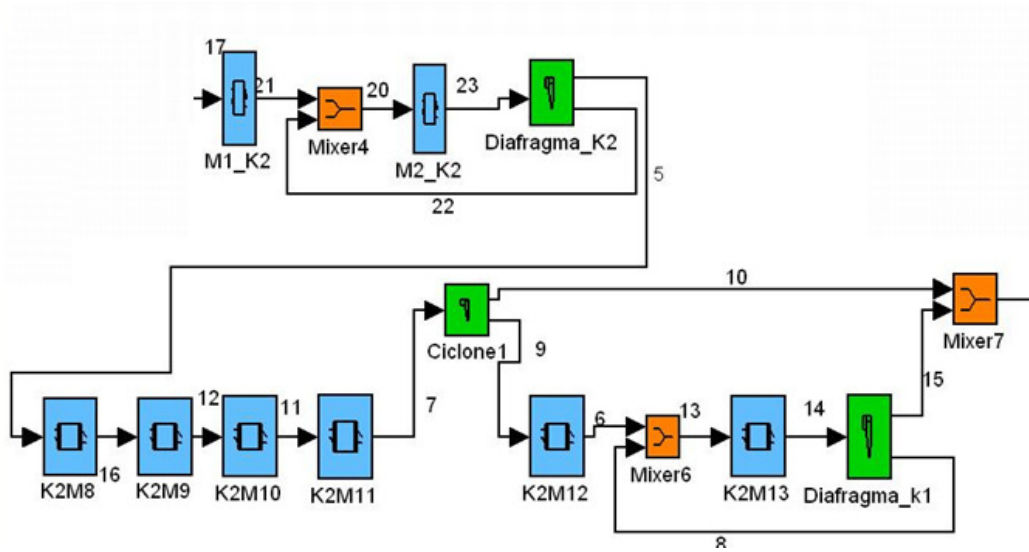 17
21
20
23
Mixer4
M1_K2
M2_K2
Diafragma_K2
5
22
10
Ciclone1
9
Mixer7
15
12
11
7
6
13
14
16
K2M8
K2M9
K2M10
K2M11
K2M12
Mixer6
K2M13
Diafragma_k1
8